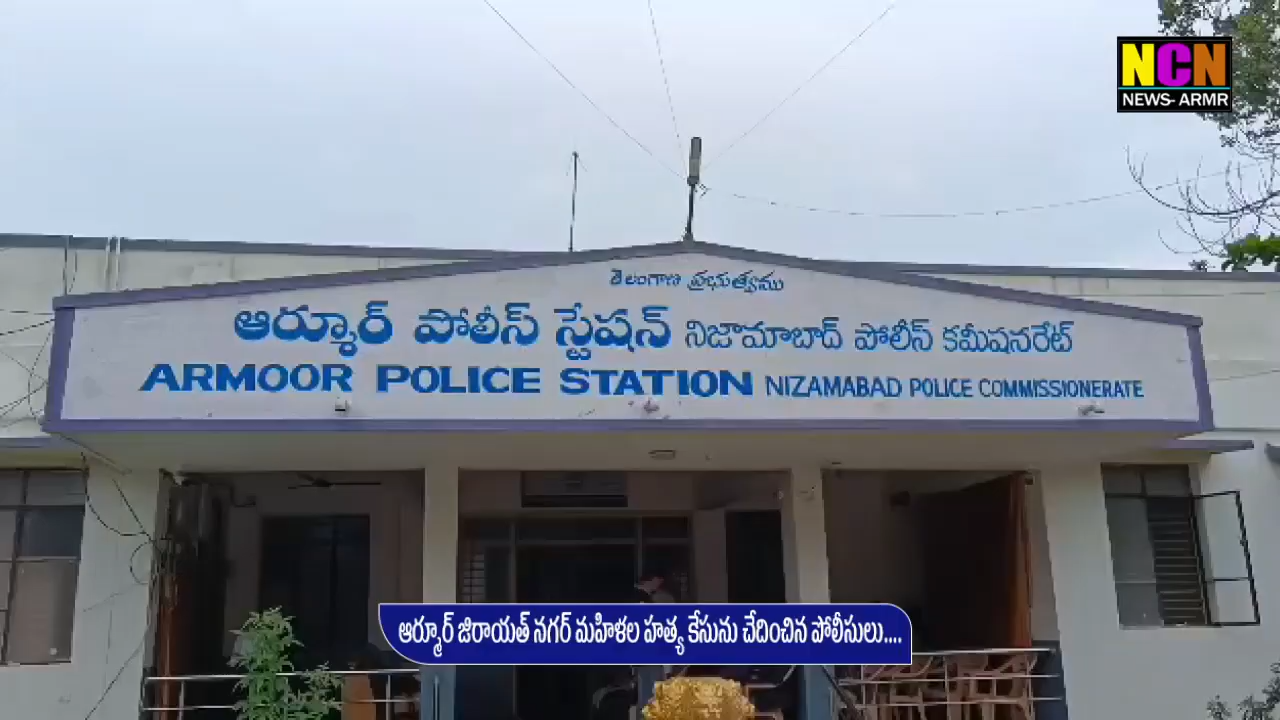 NCN
NEWS- ARMR
తెలంగాణ ప్రభుత్వము
ఆర్మూర్ పోలీస్ స్టేషన్ నిజామాబాద్ పోలీస్ కమీషనరేట్
ARMOOR POLICE STATION NIZAMABAD POLICE COMMISSIONERATE
ఆర్మూర్ జిరాయత్ నగర్ మహిళల హత్య కేసును చేదించిన పోలీసులు....